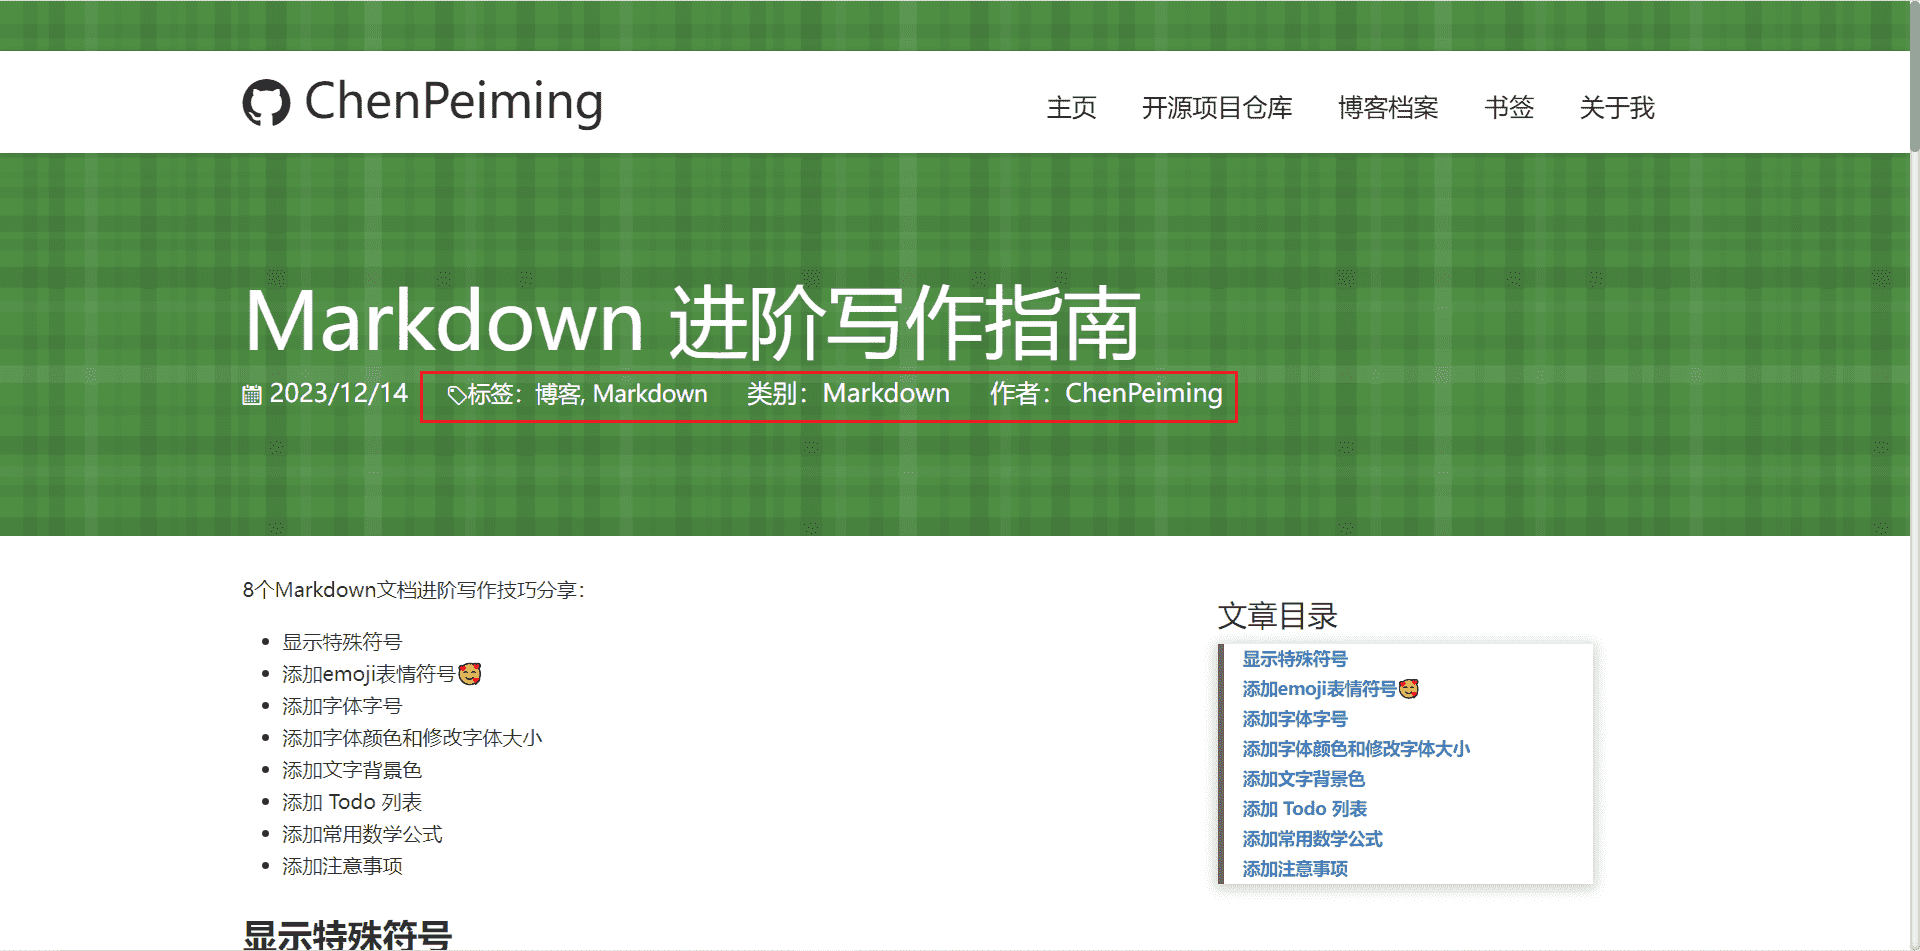 ChenPeiming
主页 开源项目仓库 博客档案 书签 关于我
Markdown 进阶写作指南
2023/12/14 标签：博客, Markdown 类别：Markdown 作者：ChenPeiming
8个Markdown文档进阶写作技巧分享：
显示特殊符号
添加emoji表情符号🥰
添加字体字号
添加字体颜色和修改字体大小
添加文字背景色
添加 Todo 列表
添加常用数学公式
添加注意事项
显示特殊符号
文章目录
显示特殊符号
添加emoji表情符号🥰
添加字体字号
添加字体颜色和修改字体大小
添加文字背景色
添加 Todo 列表
添加常用数学公式
添加注意事项